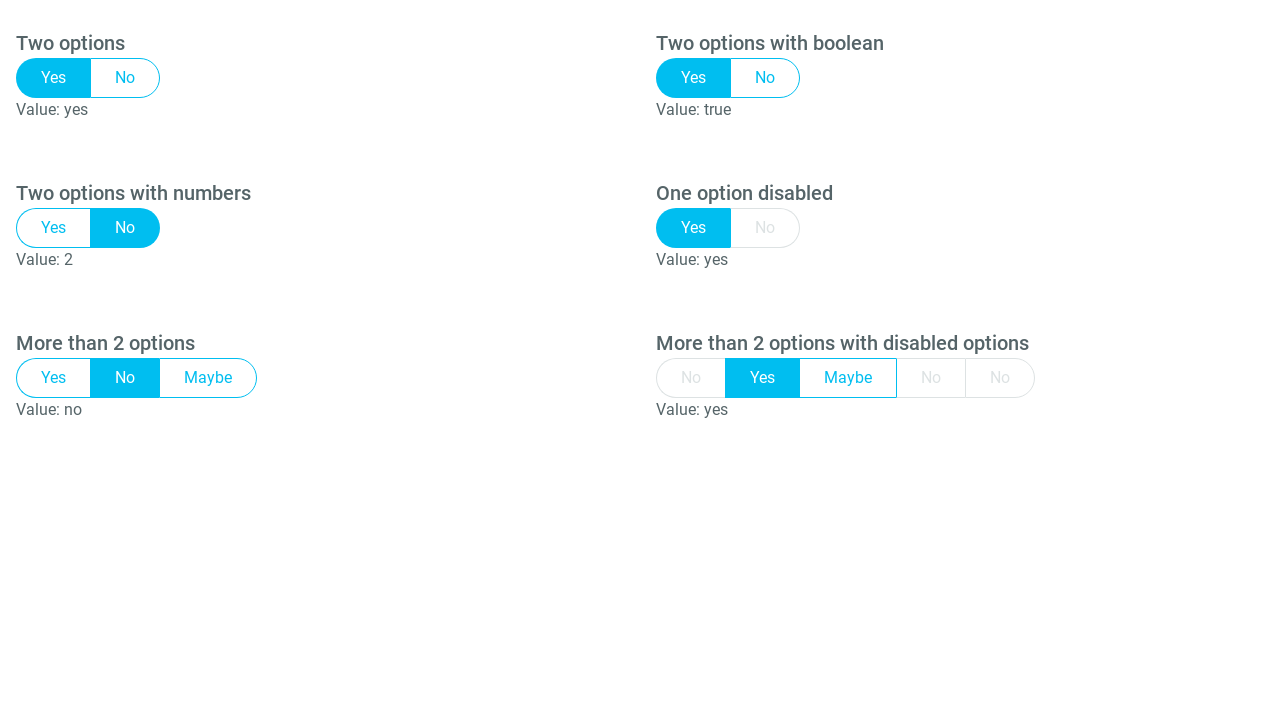 Two options
Yes No
Value: yes
Two options with boolean
Yes No
Value: true
Two options with numbers
Yes No
Value: 2
One option disabled
Yes No
Value: yes
More than 2 options
Yes No Maybe
Value: no
More than 2 options with disabled options
No Yes Maybe No No
Value: yes